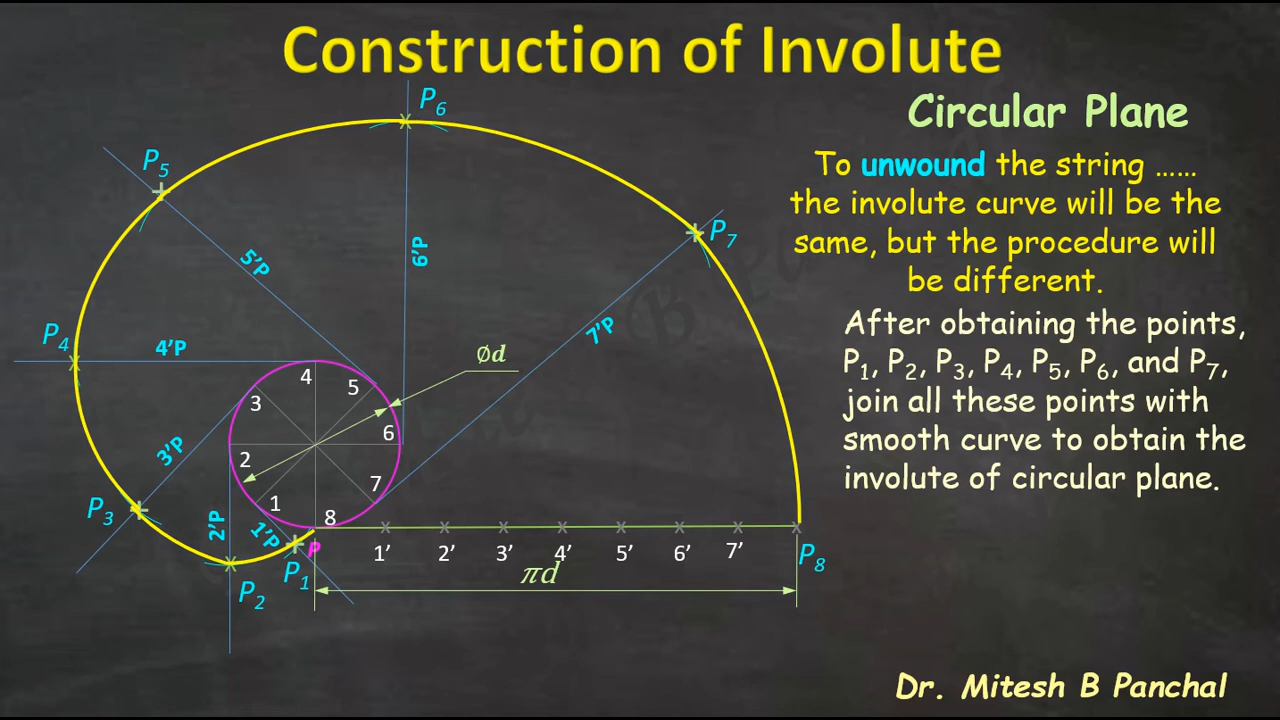 Construction of Involute
Circular Plane
To unwound the string ......
the involute curve will be the
same, but the procedure will
be different.
After obtaining the points,
P₁, P₂, P₃, P₄, P₅, P₆, and P₇,
join all these points with
smooth curve to obtain the
involute of circular plane.
P₆
P₅
P₇
5’P
6’P
7’P
P₄
4’P
Ød
4
5
3
6
2
7
1
8
3’P
P₃
2’P
1’P
P
P₁
P₂
1’ 2’ 3’ 4’ 5’ 6’ 7’
P₈
πd
Dr. Mitesh B Panchal